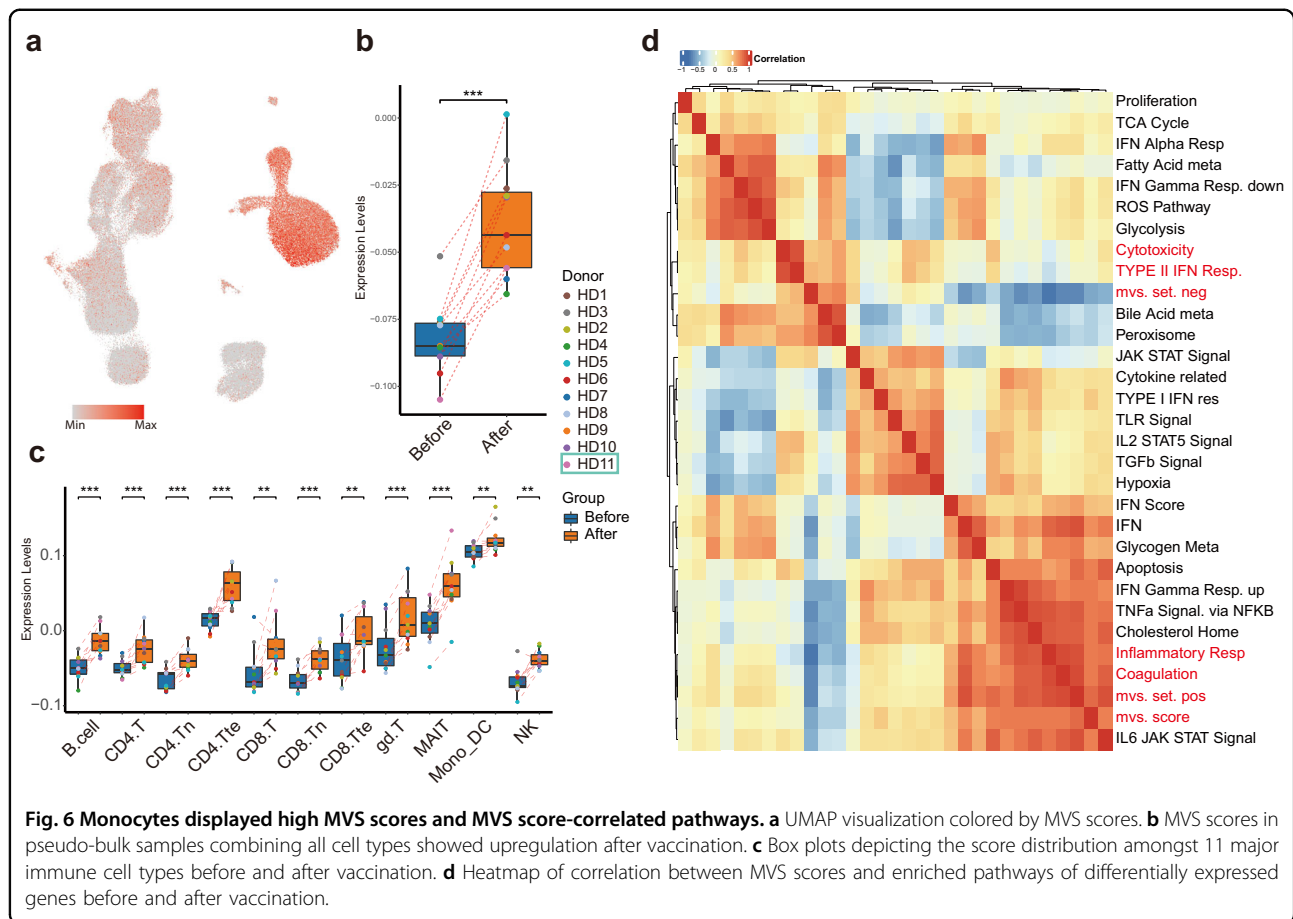 a
Min
Max
b
***
Expression Levels
0.000
−0.025
−0.050
−0.075
−0.100
Before
After
Donor
HD1
HD3
HD2
HD4
HD5
HD6
HD7
HD8
HD9
HD10
HD11
Group
Before
After
c
*** *** *** *** ** *** ** *** *** ** **
Expression Levels
0.1
0.0
−0.1
B.cell
CD4.T
CD4.Tn
CD4.Tte
CD8.T
CD8.Tn
CD8.Tte
gd.T
MAIT
Mono_DC
NK
d
Correlation
−1 −0.5 0 0.5 1
Proliferation
TCA Cycle
IFN Alpha Resp
Fatty Acid meta
IFN Gamma Resp. down
ROS Pathway
Glycolysis
Cytotoxicity
TYPE II IFN Resp.
mvs. set. neg
Bile Acid meta
Peroxisome
JAK STAT Signal
Cytokine related
TYPE I IFN res
TLR Signal
IL2 STAT5 Signal
TGFb Signal
Hypoxia
IFN Score
IFN
Glycogen Meta
Apoptosis
IFN Gamma Resp. up
TNFa Signal. via NFKB
Cholesterol Home
Inflammatory Resp
Coagulation
mvs. set. pos
mvs. score
IL6 JAK STAT Signal
Fig. 6 Monocytes displayed high MVS scores and MVS score-correlated pathways. a UMAP visualization colored by MVS scores. b MVS scores in
pseudo-bulk samples combining all cell types showed upregulation after vaccination. c Box plots depicting the score distribution amongst 11 major
immune cell types before and after vaccination. d Heatmap of correlation between MVS scores and enriched pathways of differentially expressed
genes before and after vaccination.